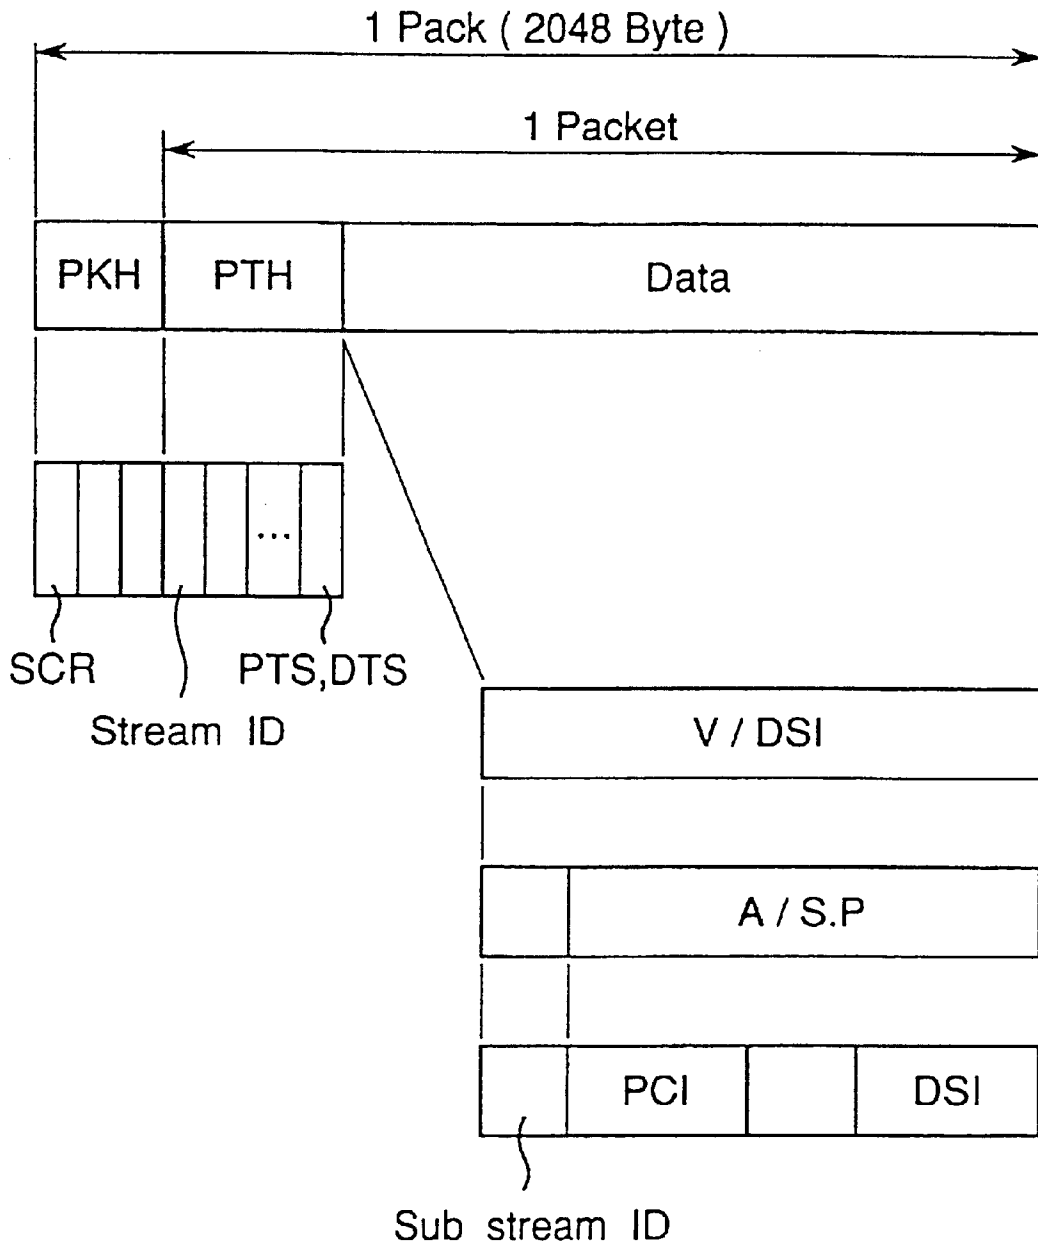 1 Pack ( 2048 Byte )
1 Packet
PKH PTH Data
...
SCR PTS,DTS
Stream ID
V / DSI
A / S.P
PCI DSI
Sub stream ID